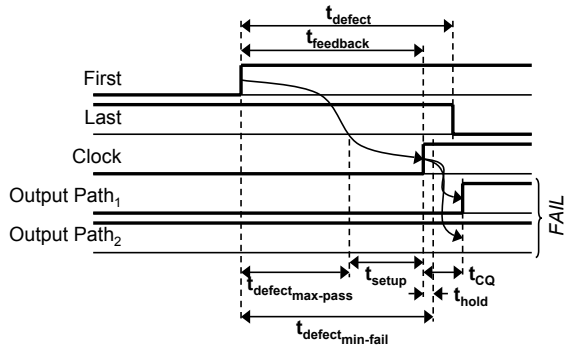 t_defect
t_feedback
First
Last
Clock
Output Path_1
Output Path_2
FAIL
t_defect_max-pass
t_setup
t_CQ
t_hold
t_defect_min-fail